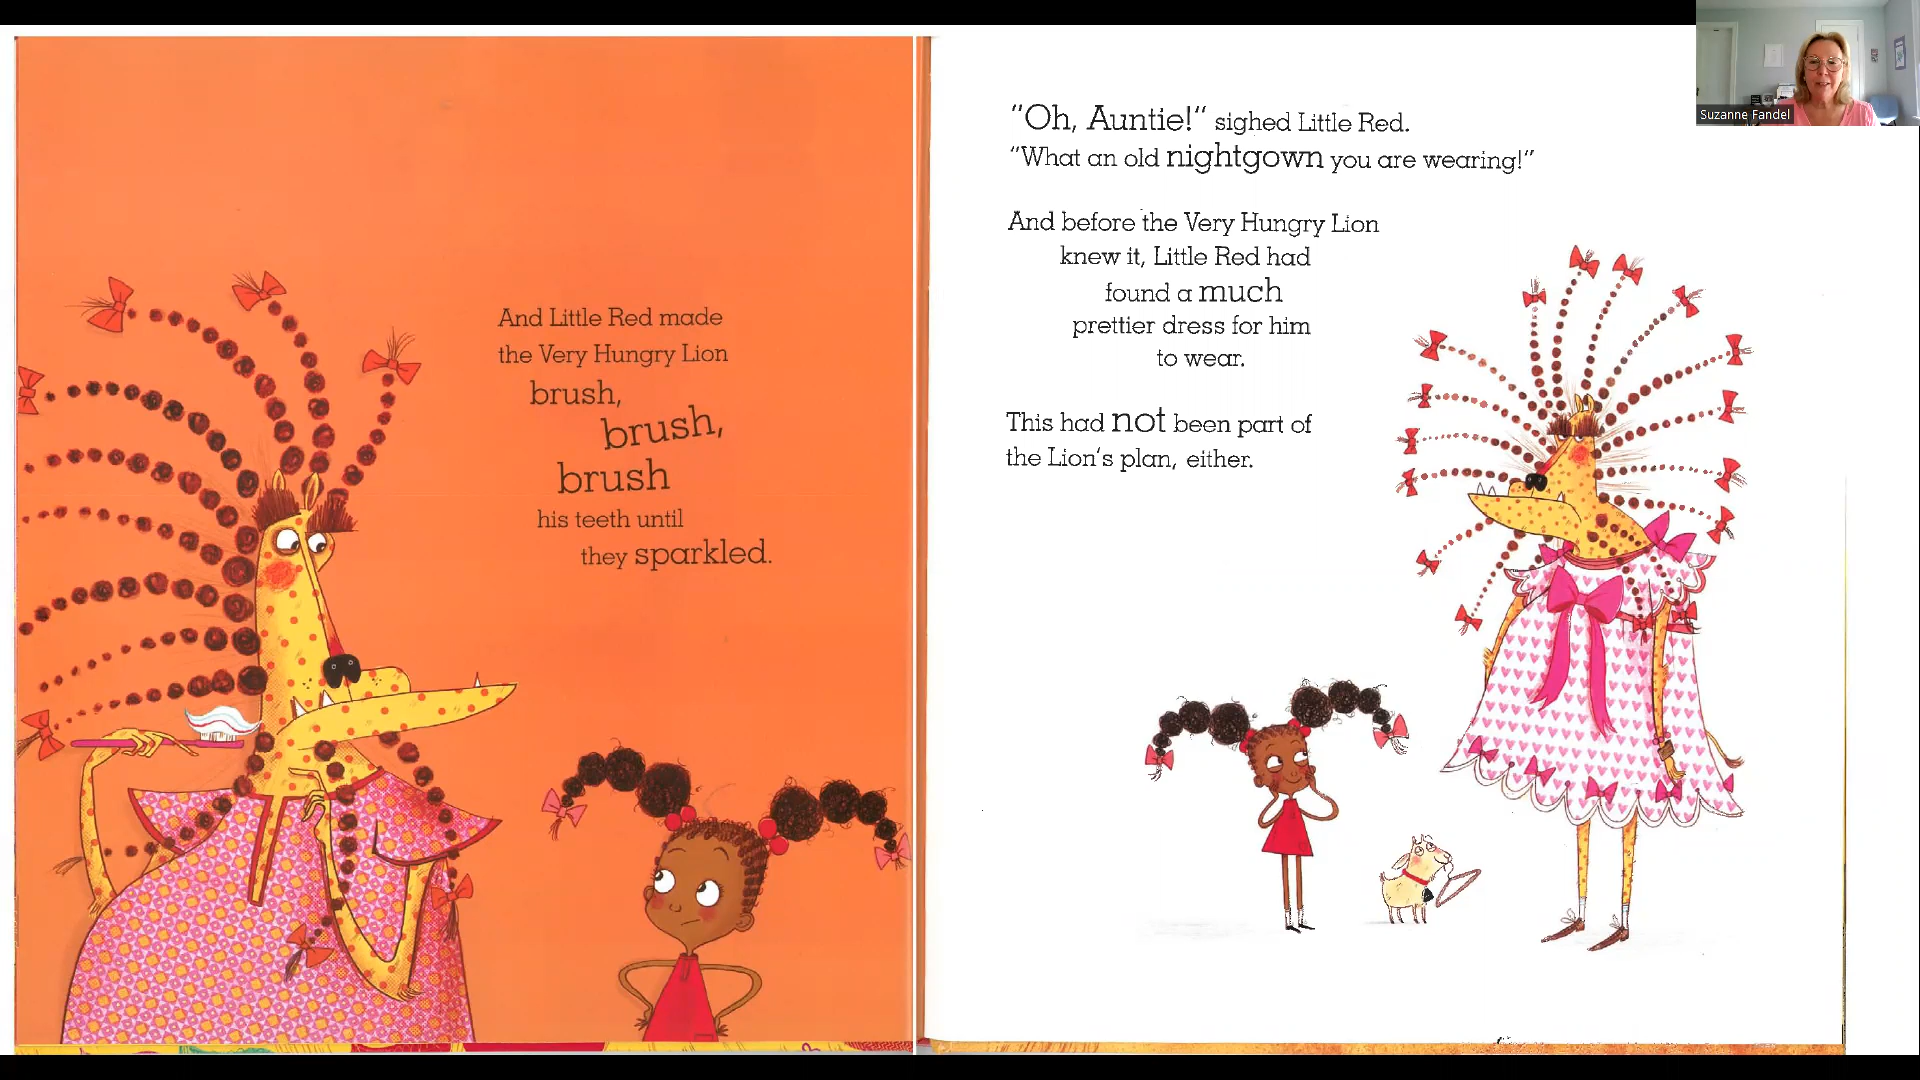 And Little Red made
the Very Hungry Lion
brush,
brush,
brush
his teeth until
they sparkled.
"Oh, Auntie!" sighed Little Red.
"What an old nightgown you are wearing!"
And before the Very Hungry Lion
knew it, Little Red had
found a much
prettier dress for him
to wear.
This had not been part of
the Lion's plan, either.
Suzanne Fandel